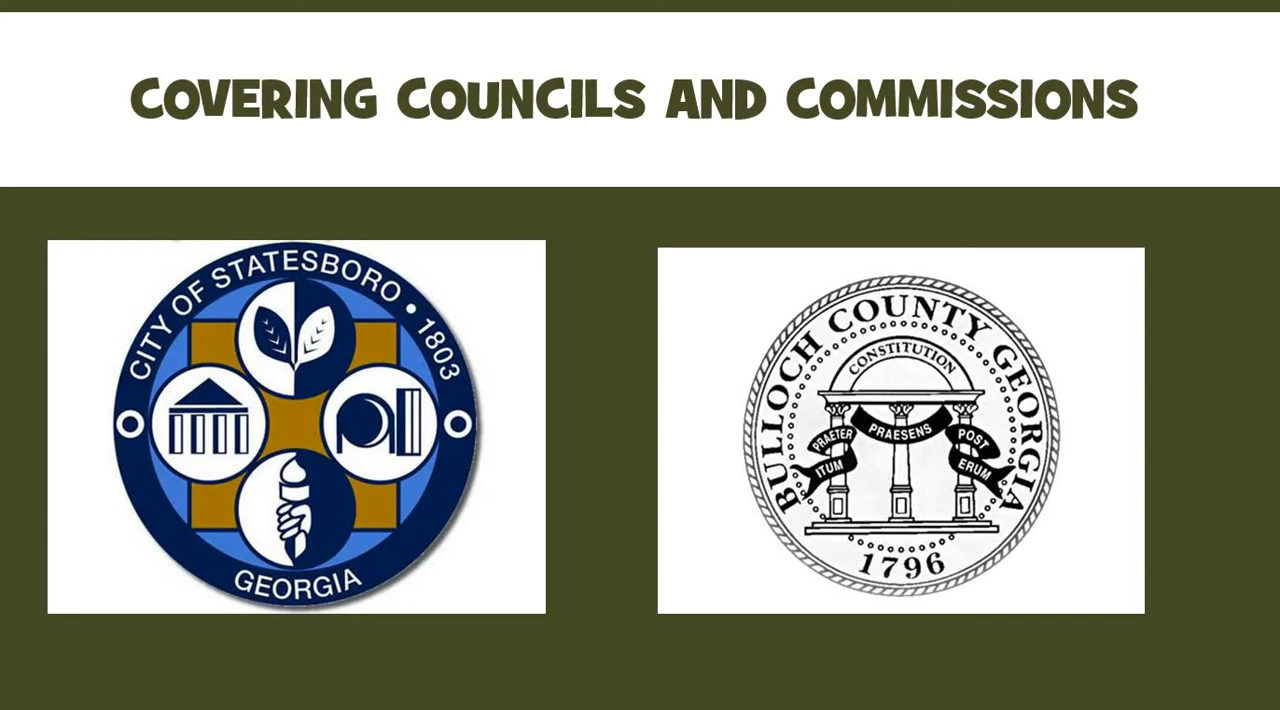 COVERING COUNCILS AND COMMISSIONS
CITY OF STATESBORO • 1803
GEORGIA
BULLOCH COUNTY GEORGIA
CONSTITUTION
PRAETER
ITUM
PRAESENS
POST
ERUM
1796